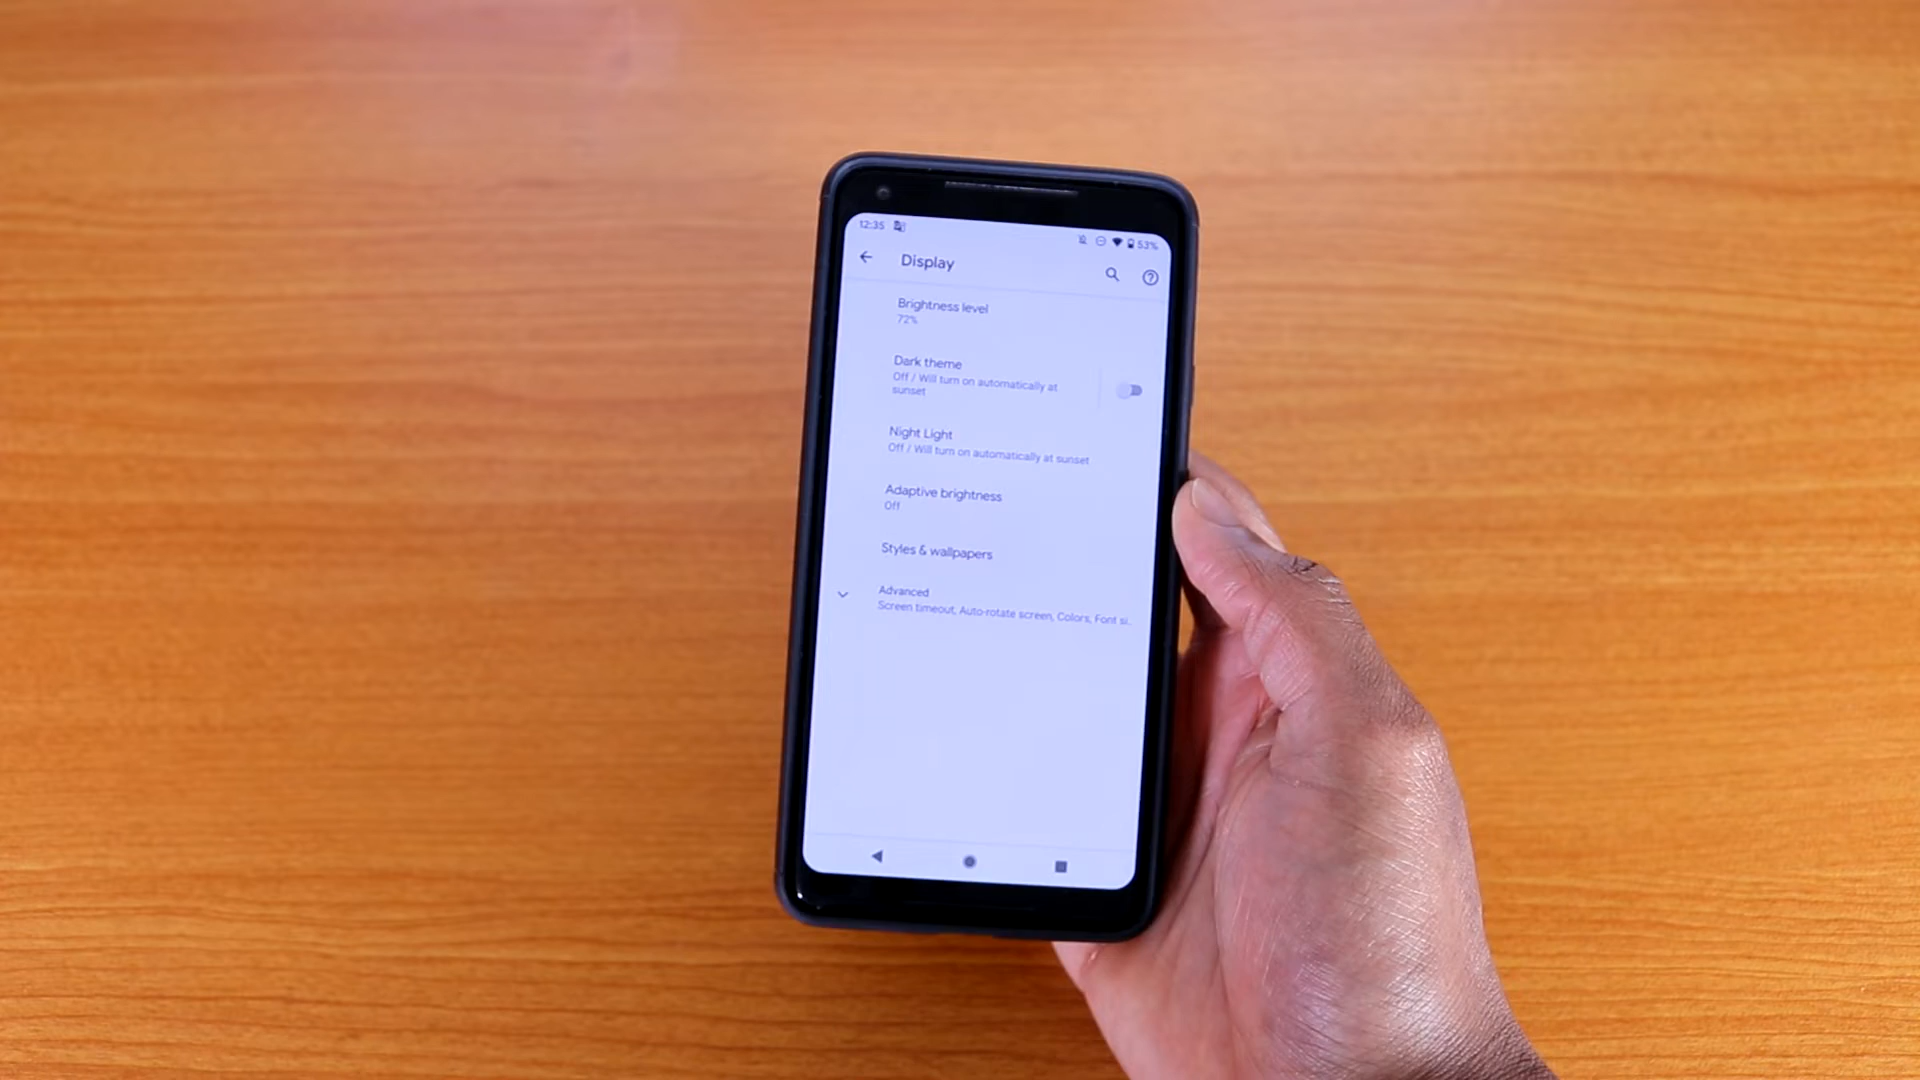 12:35
53%
Display
Brightness level
72%
Dark theme
Off / Will turn on automatically at
sunset
Night Light
Off / Will turn on automatically at sunset
Adaptive brightness
Off
Styles & wallpapers
Advanced
Screen timeout, Auto-rotate screen, Colors, Font si..